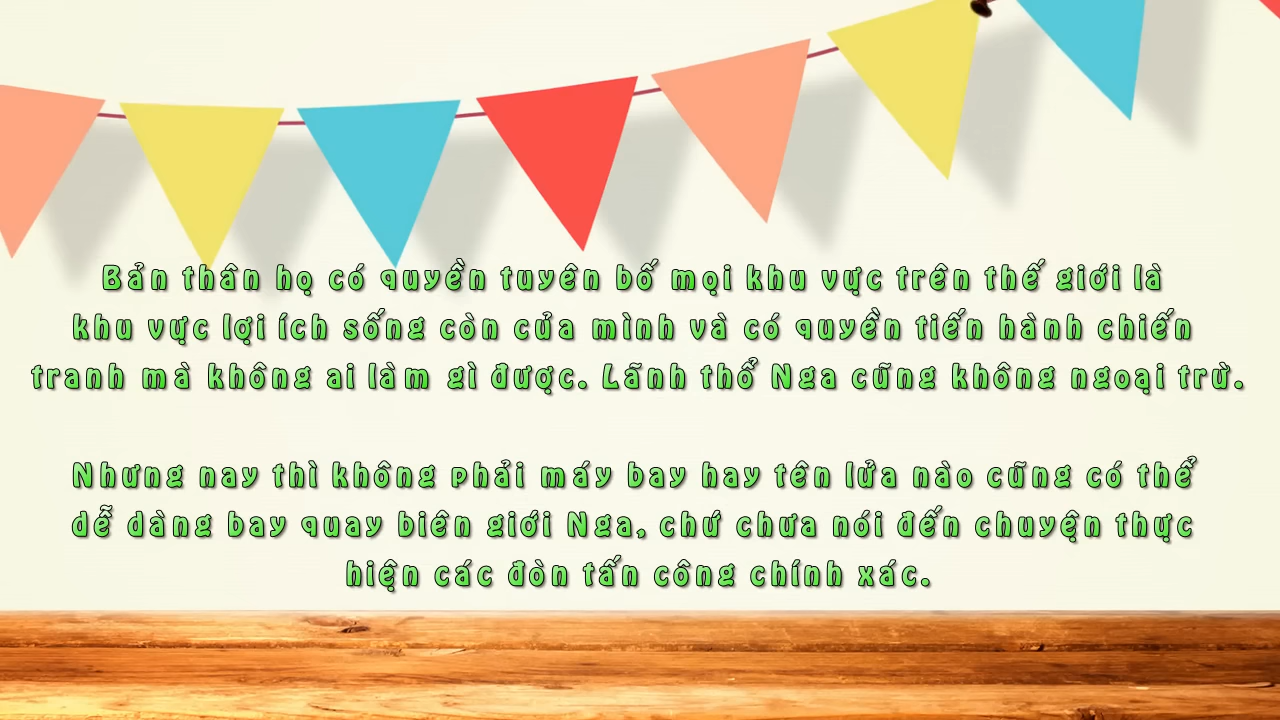 Bản thân họ có quyền tuyên bố mọi khu vực trên thế giới là
khu vực lợi ích sống còn của mình và có quyền tiến hành chiến
tranh mà không ai làm gì được. Lãnh thổ Nga cũng không ngoại trừ.
Nhưng nay thì không phải máy bay hay tên lửa nào cũng có thể
dễ dàng bay quay biên giới Nga, chứ chưa nói đến chuyện thực
hiện các đòn tấn công chính xác.